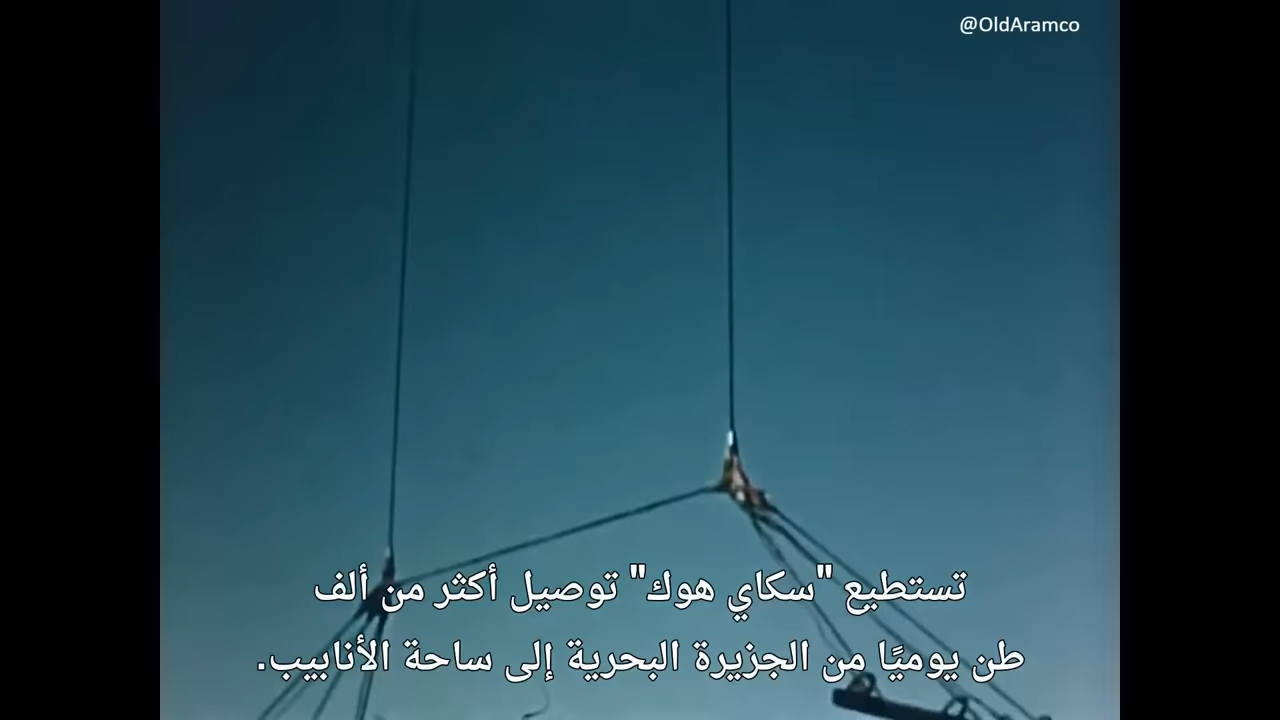 @OldAramco
تستطيع "سكاي هوك" توصيل أكثر من ألف
طن يوميًا من الجزيرة البحرية إلى ساحة الأنابيب.